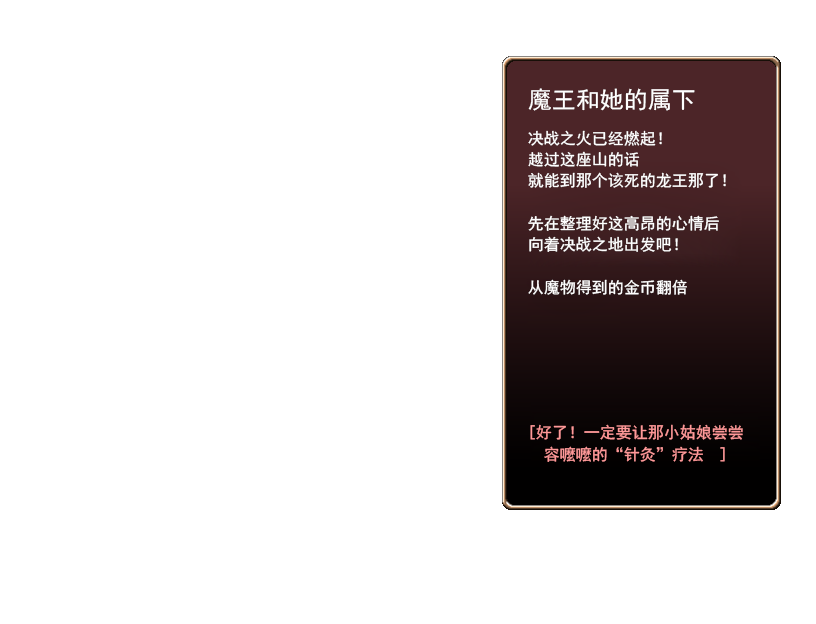 魔王和她的属下
决战之火已经燃起！
越过这座山的话
就能到那个该死的龙王那了！
先在整理好这高昂的心情后
向着决战之地出发吧！
从魔物得到的金币翻倍
[好了！一定要让那小姑娘尝尝
容嚒嚒的“针灸”疗法　]